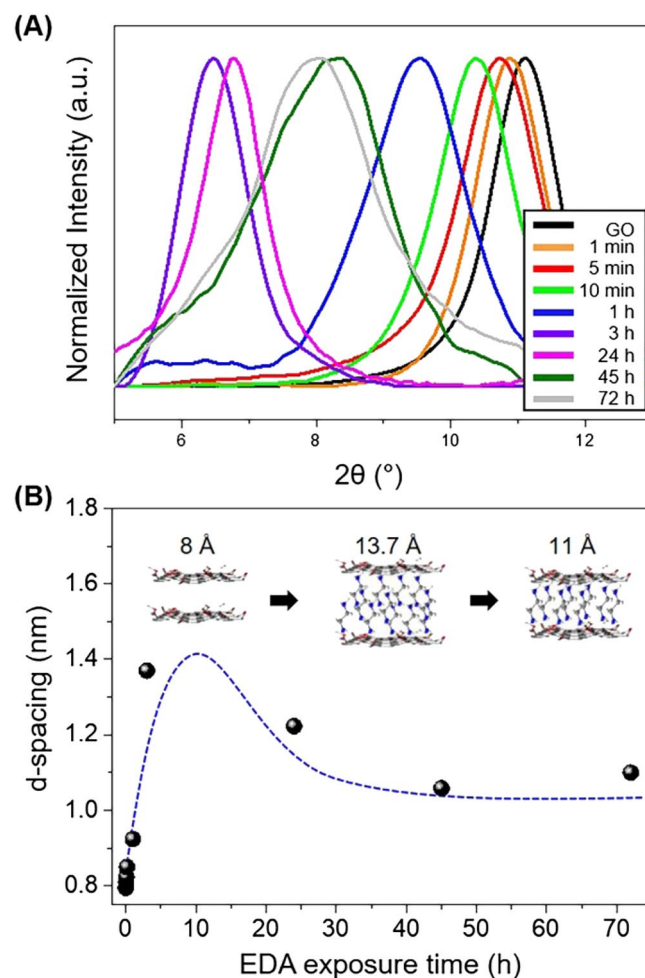 (A)
Normalized Intensity (a.u.)
GO
1 min
5 min
10 min
1 h
3 h
24 h
45 h
72 h
6
8
10
12
2θ (°)
(B)
1.8
1.6
1.4
1.2
1.0
0.8
d-spacing (nm)
8 Å
13.7 Å
11 Å
0
10
20
30
40
50
60
70
EDA exposure time (h)